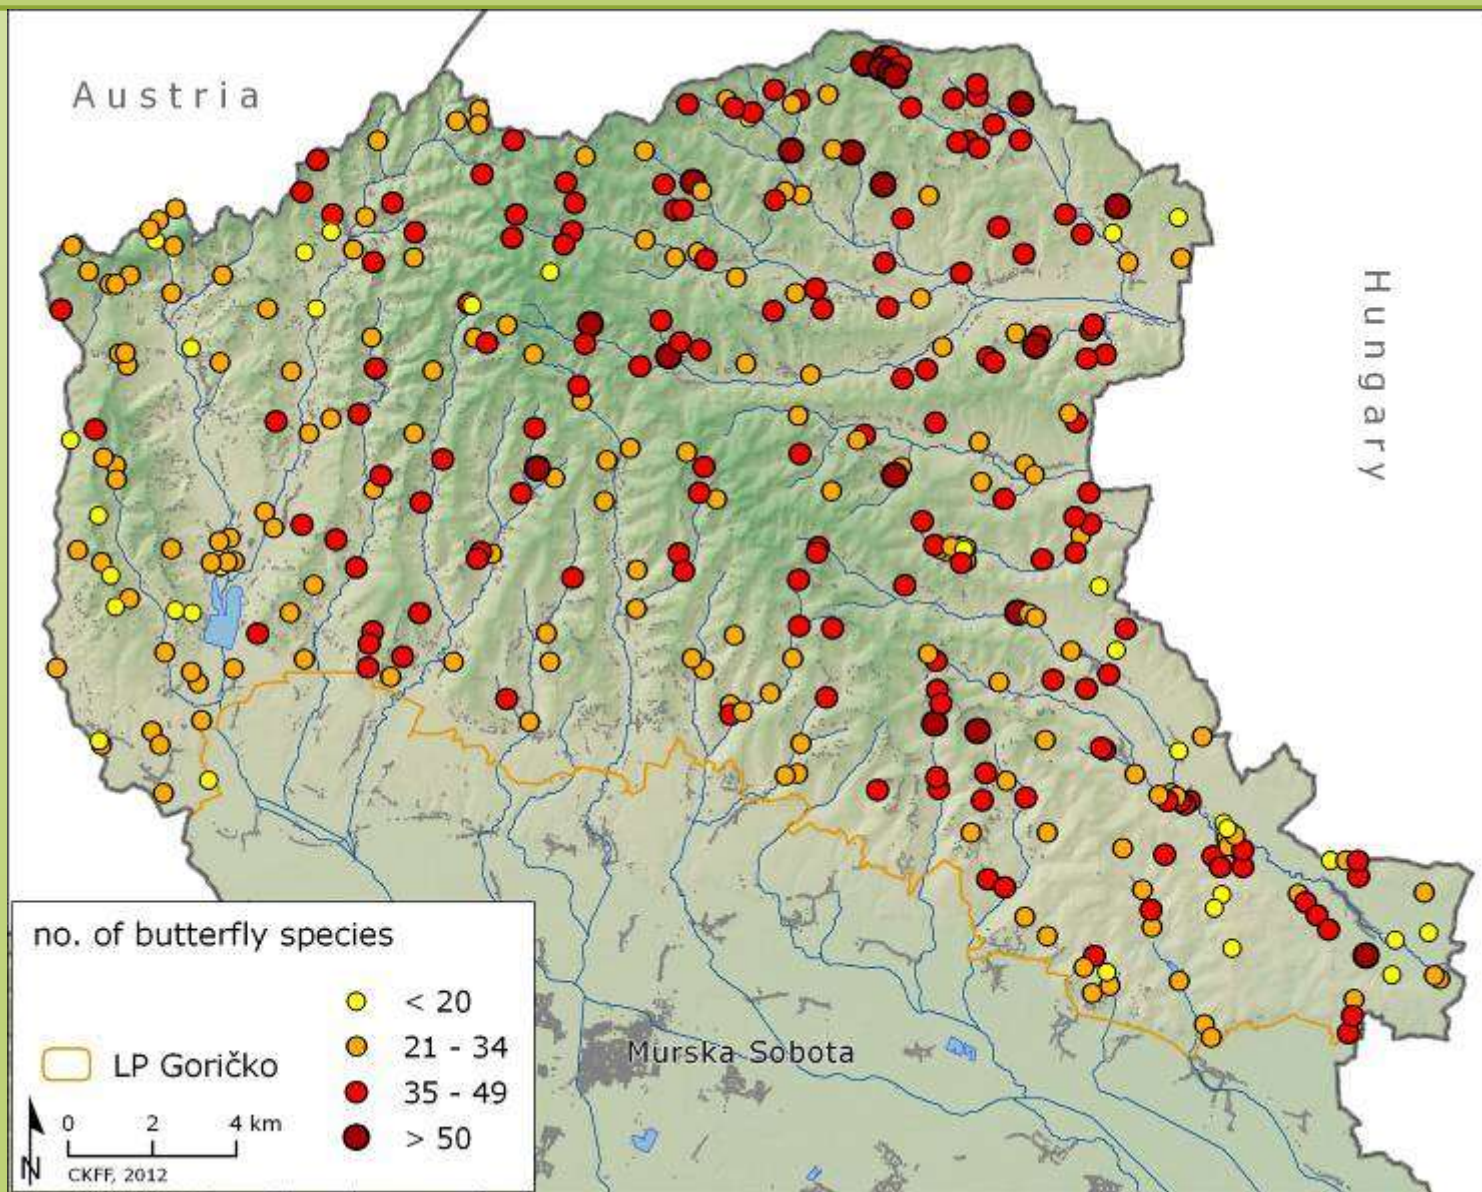 Austria
Hungary
no. of butterfly species
< 20
21 - 34
35 - 49
> 50
LP Goričko
0 2 4 km
N
CKFF, 2012
Murska Sobota